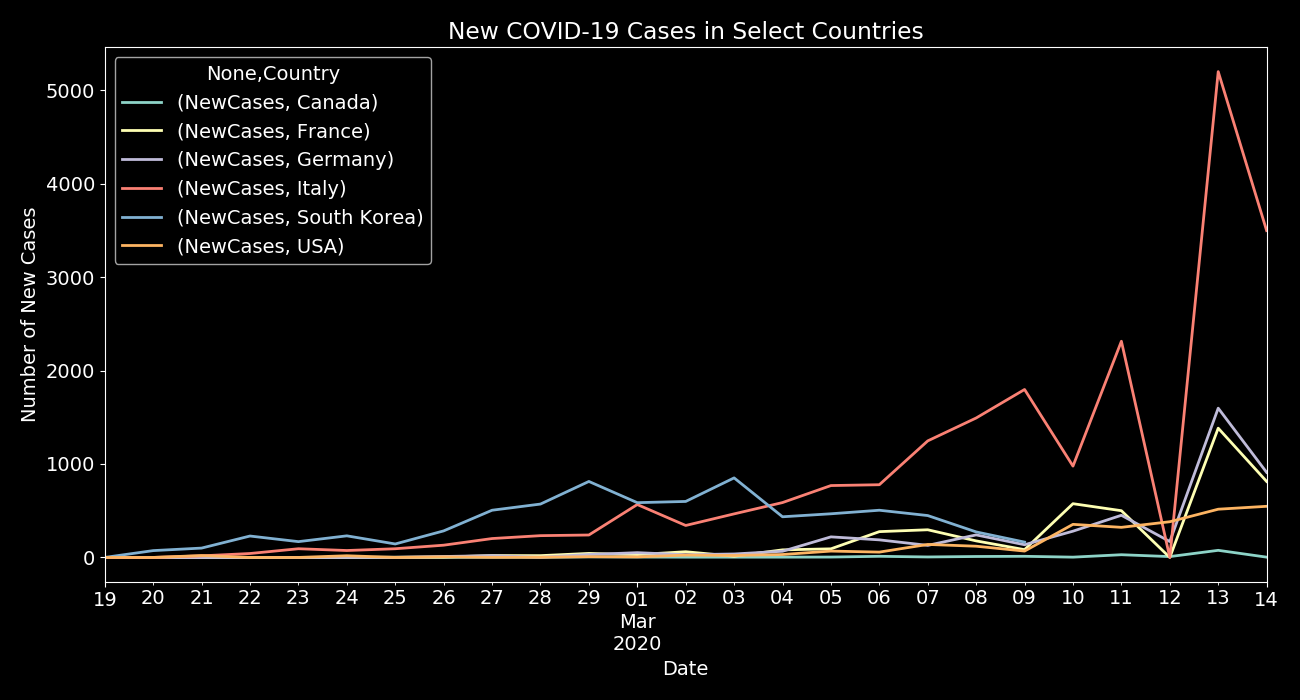 New COVID-19 Cases in Select Countries
None,Country
(NewCases, Canada)
(NewCases, France)
(NewCases, Germany)
(NewCases, Italy)
(NewCases, South Korea)
(NewCases, USA)
Number of New Cases
5000
4000
3000
2000
1000
0
19 20 21 22 23 24 25 26 27 28 29 01 02 03 04 05 06 07 08 09 10 11 12 13 14
Mar
2020
Date